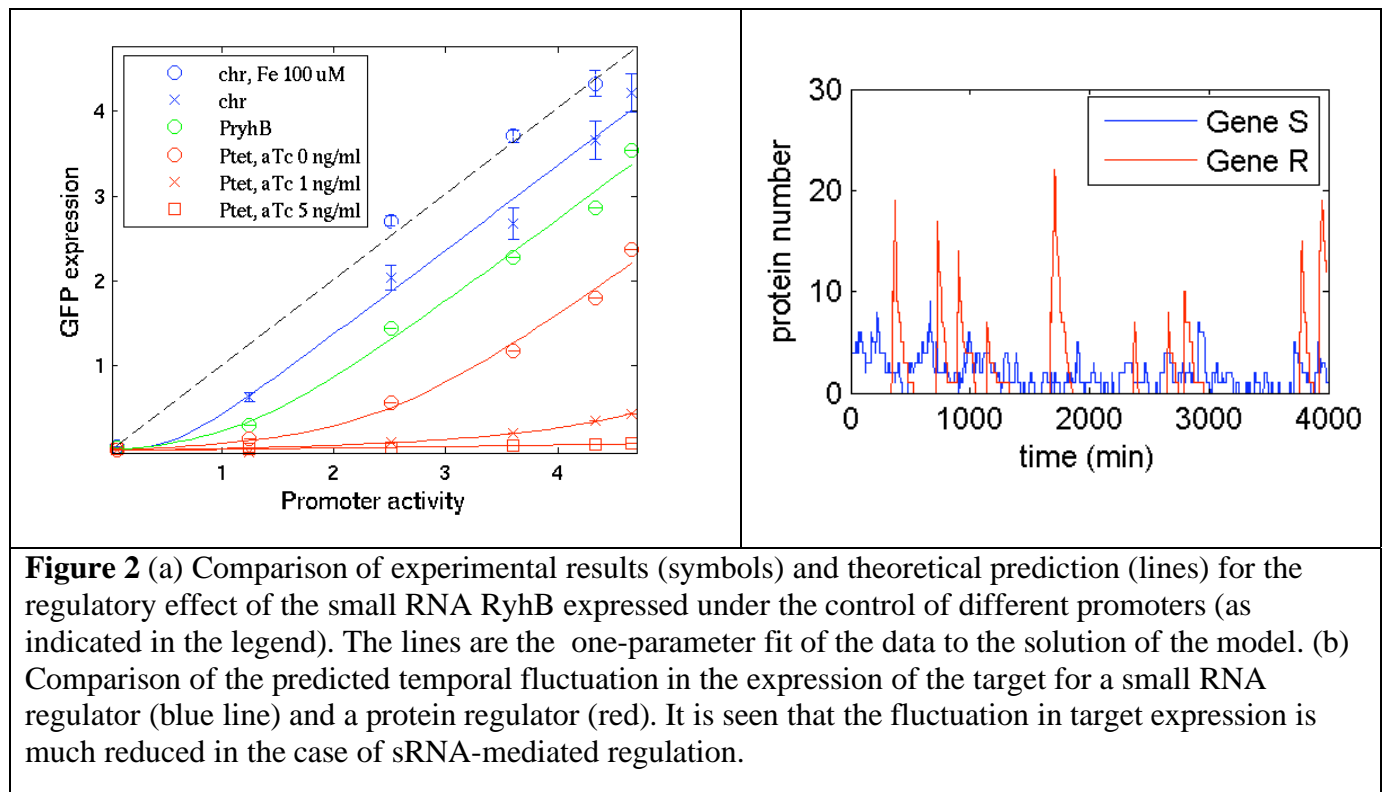 chr, Fe 100 uM
chr
PryhB
Ptet, aTc 0 ng/ml
Ptet, aTc 1 ng/ml
Ptet, aTc 5 ng/ml
GFP expression
4
3
2
1
1
2
3
4
Promoter activity
Gene S
Gene R
protein number
30
20
10
0
0
1000
2000
3000
4000
time (min)
Figure 2 (a) Comparison of experimental results (symbols) and theoretical prediction (lines) for the
regulatory effect of the small RNA RyhB expressed under the control of different promoters (as
indicated in the legend). The lines are the one-parameter fit of the data to the solution of the model. (b)
Comparison of the predicted temporal fluctuation in the expression of the target for a small RNA
regulator (blue line) and a protein regulator (red). It is seen that the fluctuation in target expression is
much reduced in the case of sRNA-mediated regulation.